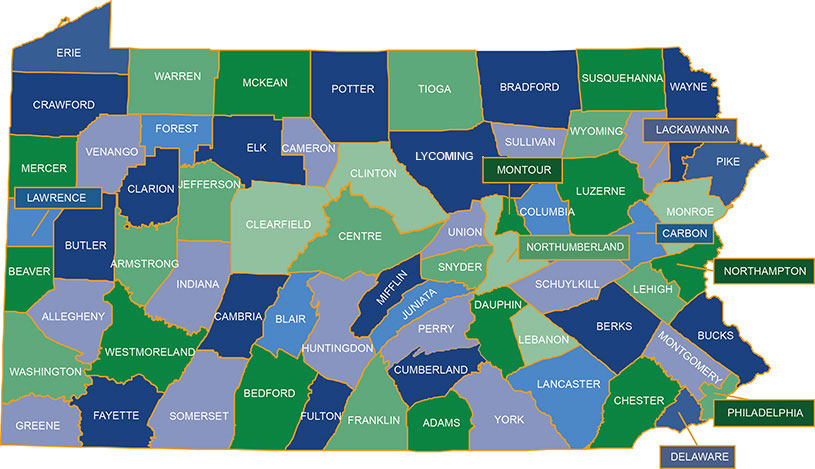 ERIE
WARREN
MCKEAN
POTTER
TIOGA
BRADFORD
SUSQUEHANNA
WAYNE
CRAWFORD
FOREST
ELK
CAMERON
LYCOMING
SULLIVAN
WYOMING
LACKAWANNA
PIKE
VENANGO
MERCER
CLARION
JEFFERSON
CLINTON
MONTOUR
LUZERNE
LAWRENCE
BUTLER
CLEARFIELD
CENTRE
UNION
COLUMBIA
MONROE
CARBON
NORTHUMBERLAND
SNYDER
BEAVER
ARMSTRONG
INDIANA
MIFFLIN
JUNIATA
SCHUYLKILL
LEHIGH
NORTHAMPTON
ALLEGHENY
CAMBRIA
BLAIR
HUNTINGDON
PERRY
DAUPHIN
LEBANON
BERKS
BUCKS
MONTGOMERY
WASHINGTON
WESTMORELAND
CUMBERLAND
LANCASTER
CHESTER
PHILADELPHIA
GREENE
FAYETTE
SOMERSET
BEDFORD
FULTON
FRANKLIN
ADAMS
YORK
DELAWARE